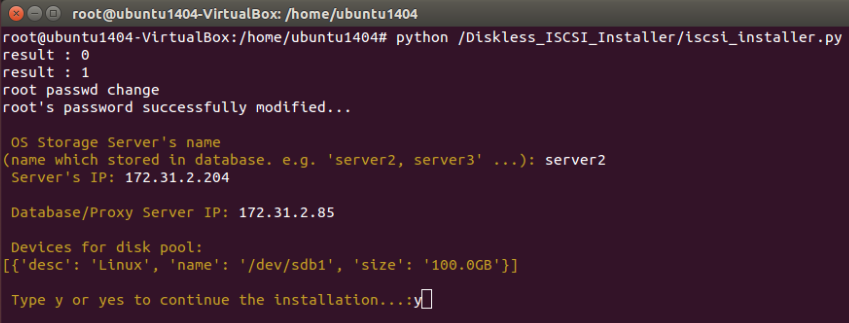 root@ubuntu1404-VirtualBox: /home/ubuntu1404
root@ubuntu1404-VirtualBox:/home/ubuntu1404# python /Diskless_ISCSI_Installer/iscsi_installer.py
result : 0
result : 1
root passwd change
root's password successfully modified...
OS Storage Server's name
(name which stored in database. e.g. 'server2, server3' ...): server2
Server's IP: 172.31.2.204
Database/Proxy Server IP: 172.31.2.85
Devices for disk pool:
[{'desc': 'Linux', 'name': '/dev/sdb1', 'size': '100.0GB'}]
Type y or yes to continue the installation...:y